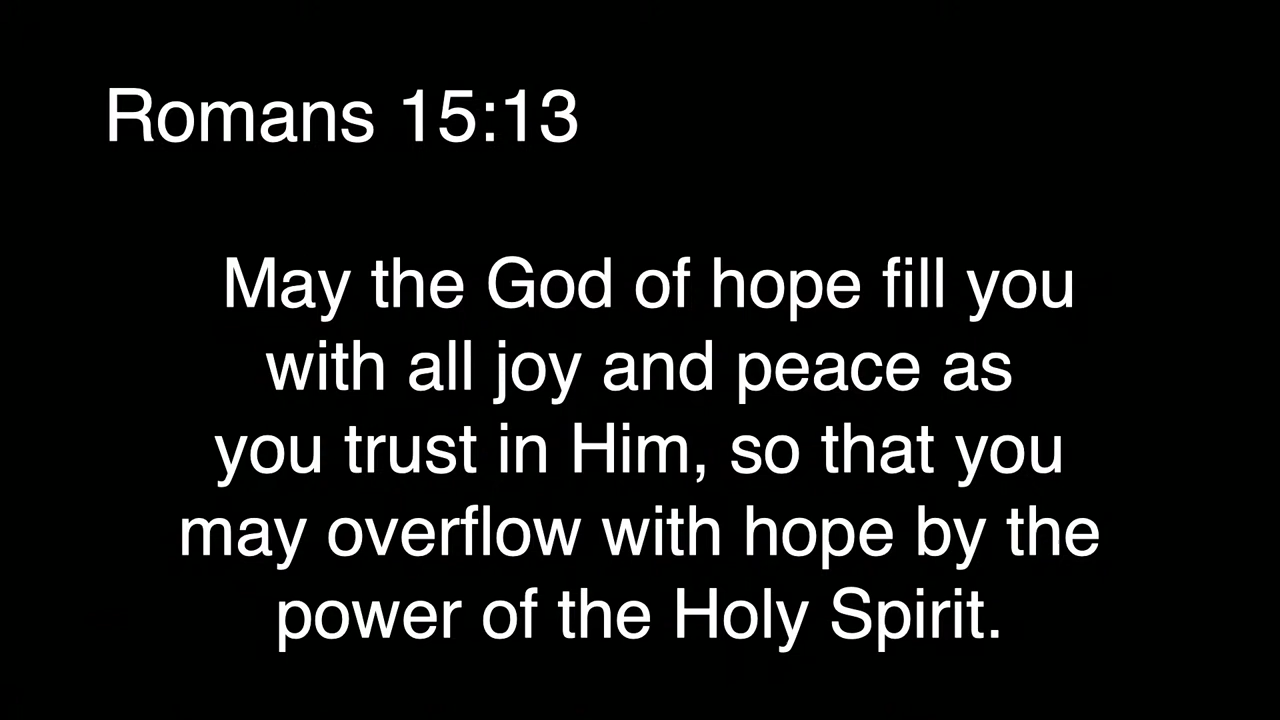 Romans 15:13
May the God of hope fill you
with all joy and peace as
you trust in Him, so that you
may overflow with hope by the
power of the Holy Spirit.